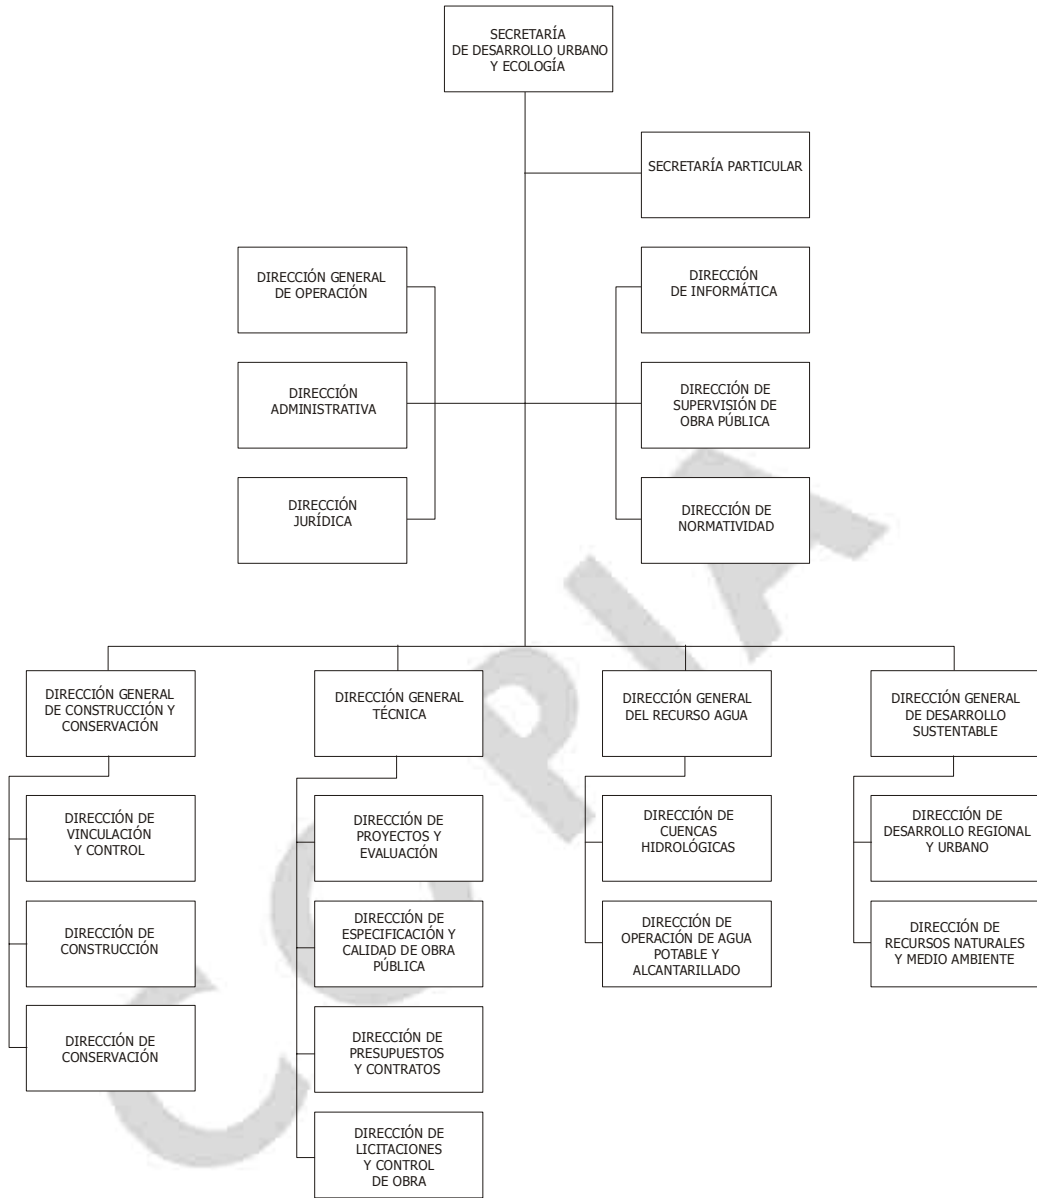 SECRETARÍA
DE DESARROLLO URBANO
Y ECOLOGÍA
SECRETARÍA PARTICULAR
DIRECCIÓN GENERAL
DE OPERACIÓN
DIRECCIÓN
DE INFORMÁTICA
DIRECCIÓN
ADMINISTRATIVA
DIRECCIÓN DE
SUPERVISIÓN DE
OBRA PÚBLICA
DIRECCIÓN
JURÍDICA
DIRECCIÓN DE
NORMATIVIDAD
DIRECCIÓN GENERAL
DE CONSTRUCCIÓN Y
CONSERVACIÓN
DIRECCIÓN GENERAL
TÉCNICA
DIRECCIÓN GENERAL
DEL RECURSO AGUA
DIRECCIÓN GENERAL
DE DESARROLLO
SUSTENTABLE
DIRECCIÓN DE
VINCULACIÓN
Y CONTROL
DIRECCIÓN DE
PROYECTOS Y
EVALUACIÓN
DIRECCIÓN DE
CUENCAS
HIDROLÓGICAS
DIRECCIÓN DE
DESARROLLO REGIONAL
Y URBANO
DIRECCIÓN DE
CONSTRUCCIÓN
DIRECCIÓN DE
ESPECIFICACIÓN Y
CALIDAD DE OBRA
PÚBLICA
DIRECCIÓN DE
OPERACIÓN DE AGUA
POTABLE Y
ALCANTARILLADO
DIRECCIÓN DE
RECURSOS NATURALES
Y MEDIO AMBIENTE
DIRECCIÓN DE
CONSERVACIÓN
DIRECCIÓN DE
PRESUPUESTOS
Y CONTRATOS
DIRECCIÓN DE
LICITACIONES
Y CONTROL
DE OBRA
COPIA